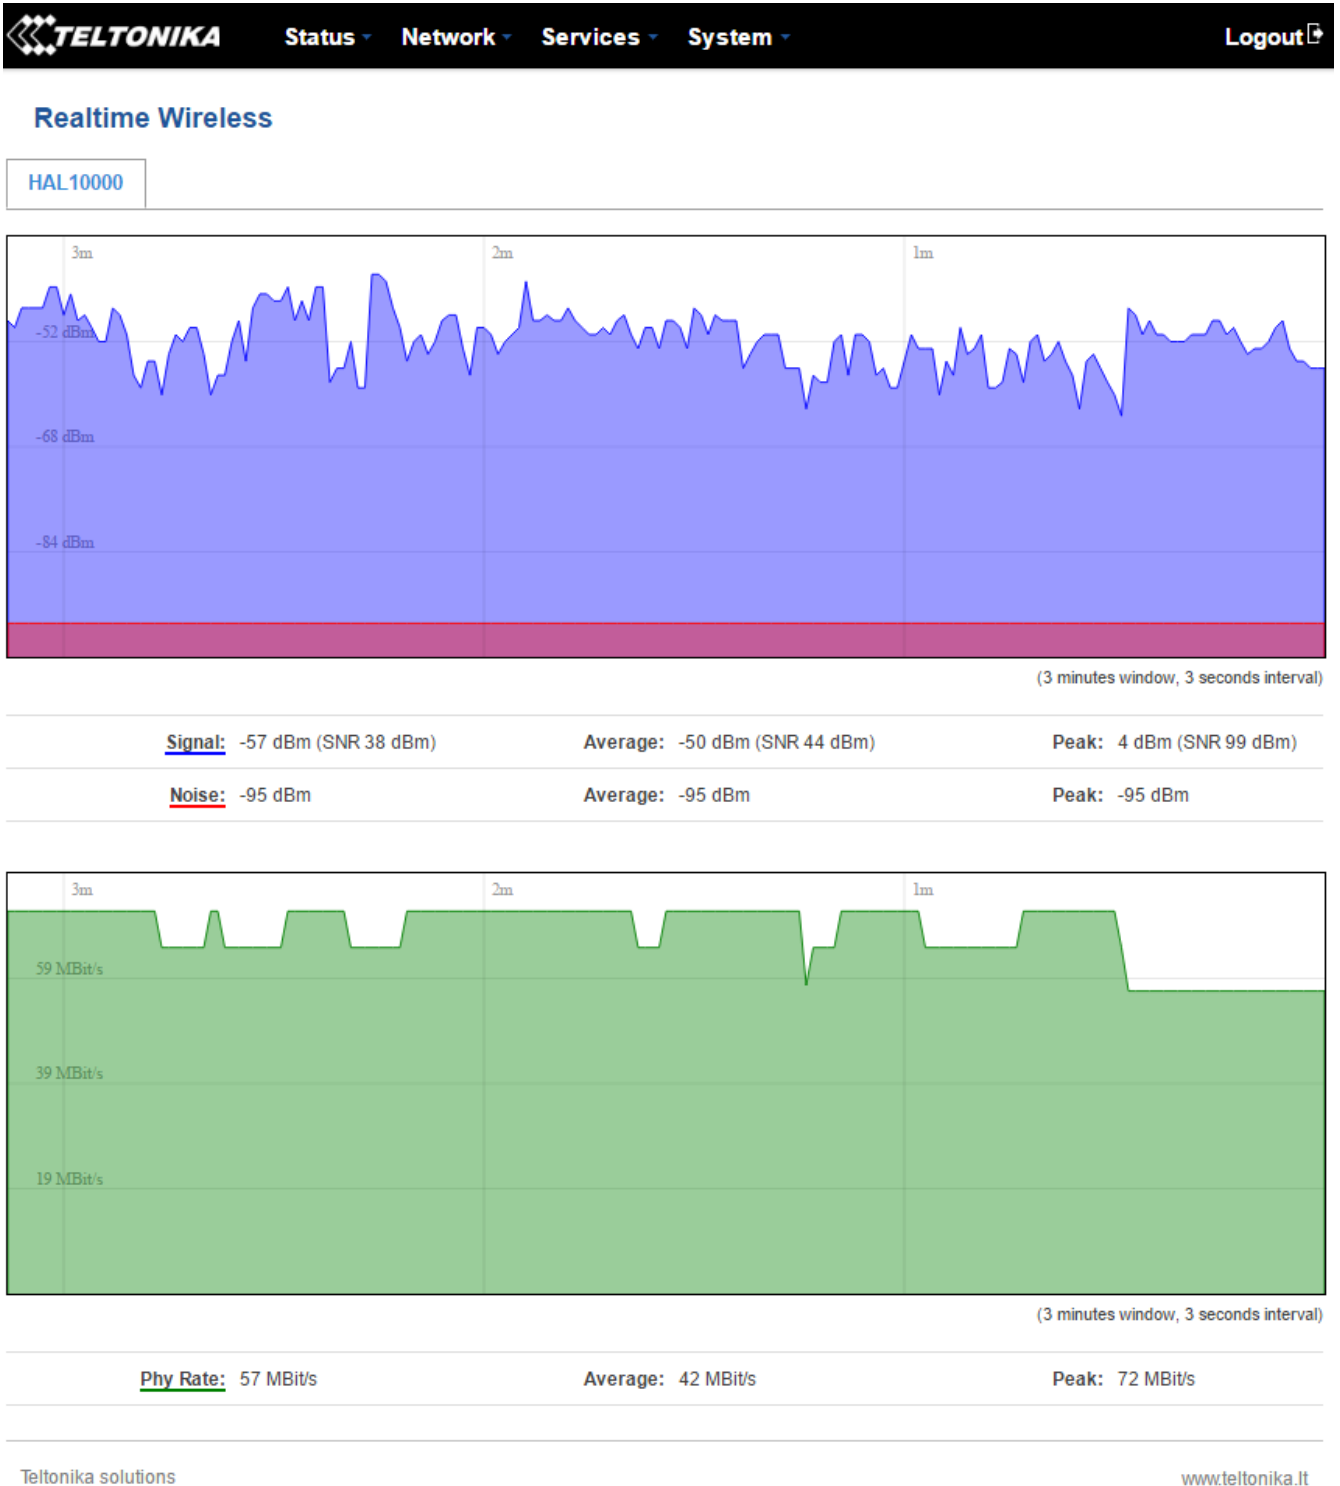 TELTONIKA Status Network Services System Logout
Realtime Wireless
HAL10000
3m 2m 1m
-52 dBm
-68 dBm
-84 dBm
(3 minutes window, 3 seconds interval)
Signal: -57 dBm (SNR 38 dBm) Average: -50 dBm (SNR 44 dBm) Peak: 4 dBm (SNR 99 dBm)
Noise: -95 dBm Average: -95 dBm Peak: -95 dBm
3m 2m 1m
59 MBit/s
39 MBit/s
19 MBit/s
(3 minutes window, 3 seconds interval)
Phy Rate: 57 MBit/s Average: 42 MBit/s Peak: 72 MBit/s
Teltonika solutions www.teltonika.lt